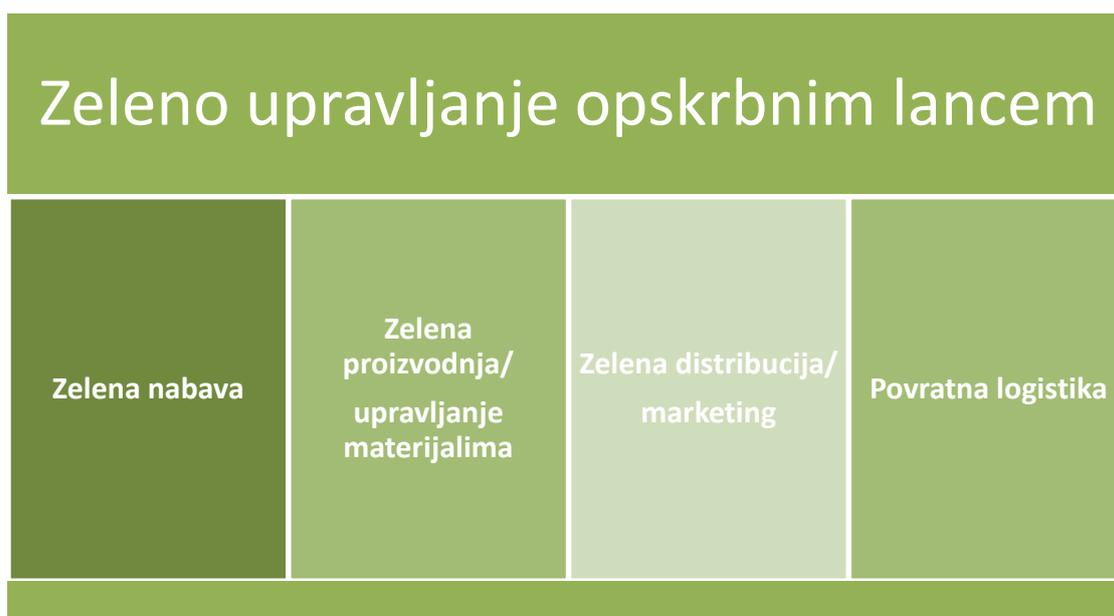 Zeleno upravljanje opskrbnim lancem
Zelena nabava
Zelena
proizvodnja/
upravljanje
materijalima
Zelena distribucija/
marketing
Povratna logistika